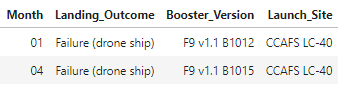 Month Landing_Outcome Booster_Version Launch_Site
01 Failure (drone ship) F9 v1.1 B1012 CCAFS LC-40
04 Failure (drone ship) F9 v1.1 B1015 CCAFS LC-40